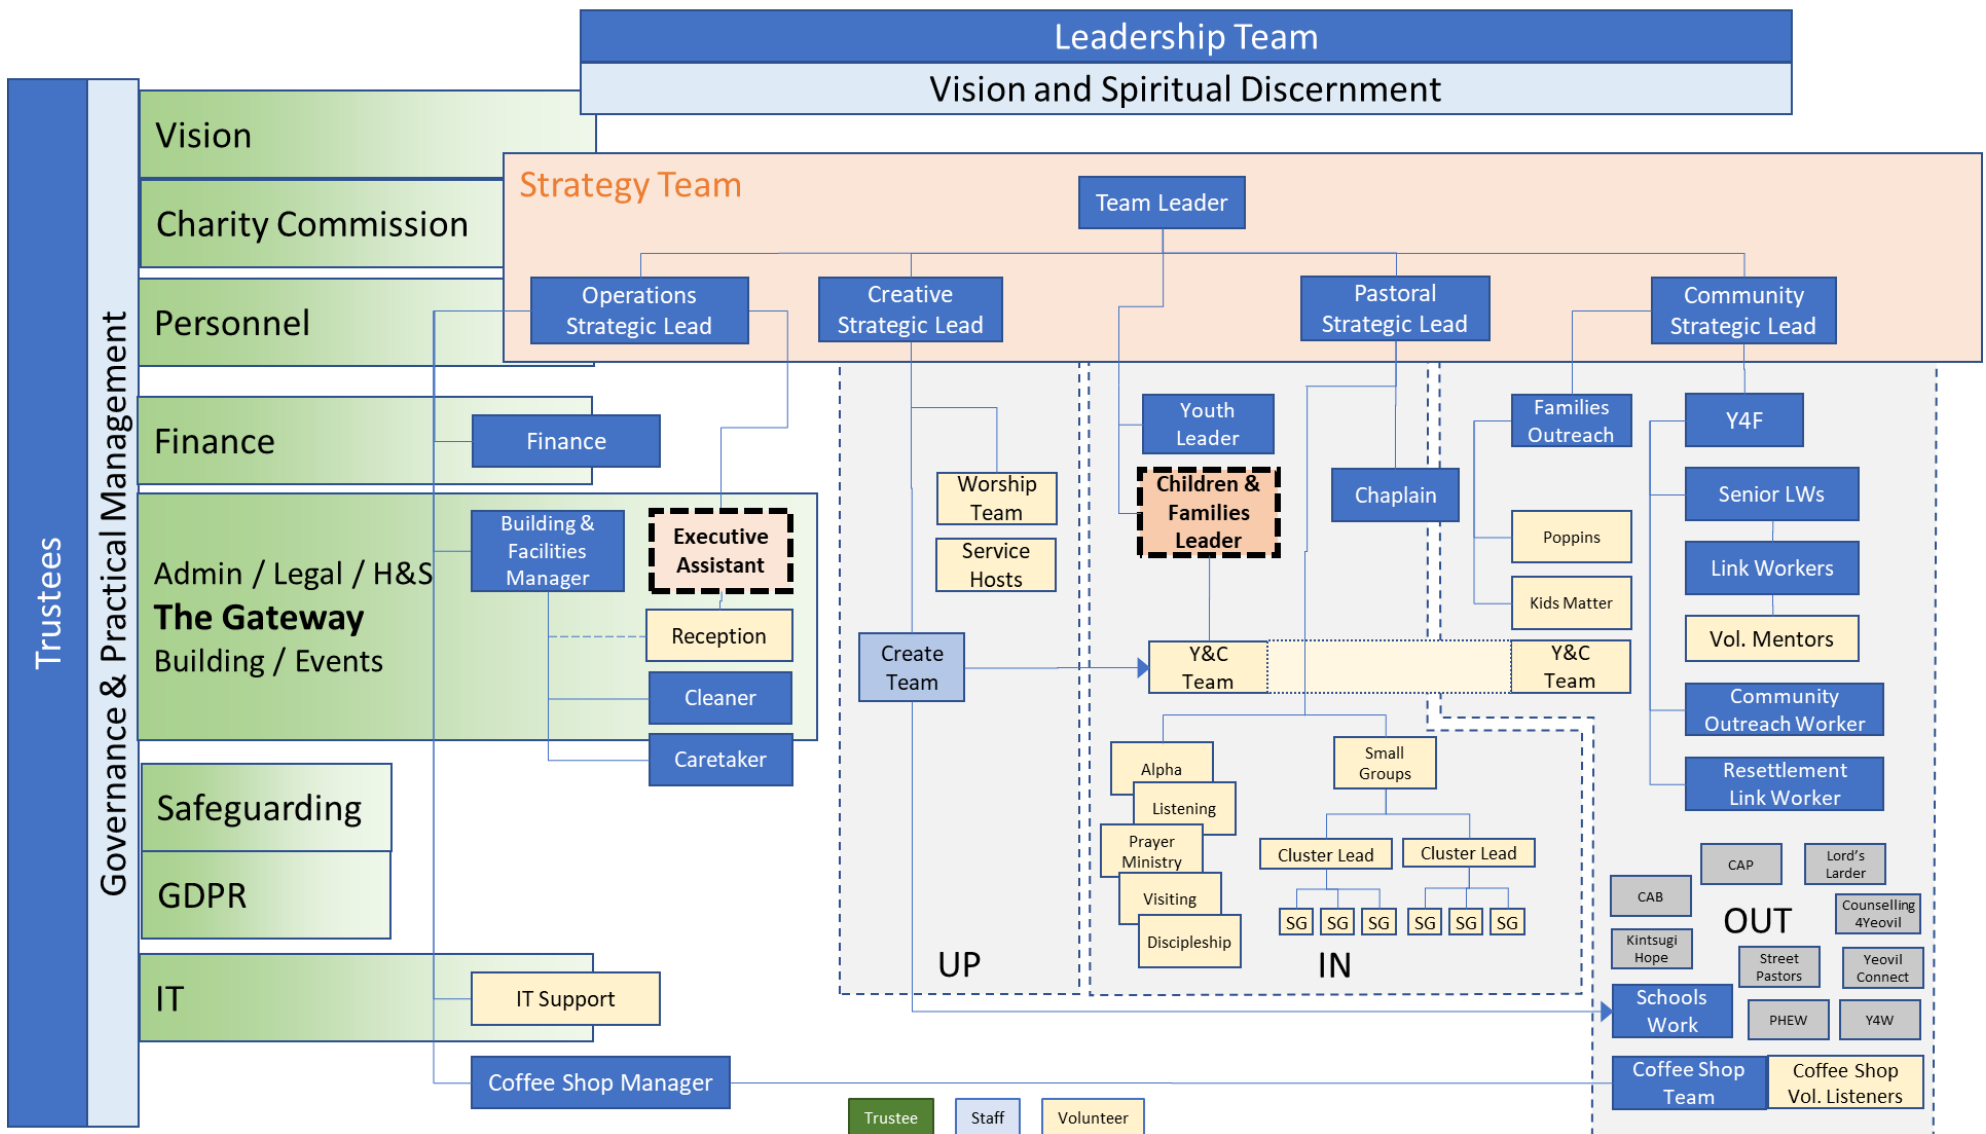 Leadership Team
Vision and Spiritual Discernment
Trustees
Governance & Practical Management
Vision
Charity Commission
Personnel
Finance
Admin / Legal / H&S
The Gateway
Building / Events
Safeguarding
GDPR
IT
Strategy Team
Team Leader
Operations
Strategic Lead
Creative
Strategic Lead
Pastoral
Strategic Lead
Community
Strategic Lead
Finance
Building &
Facilities
Manager
Executive
Assistant
Reception
Cleaner
Caretaker
IT Support
Coffee Shop Manager
Worship
Team
Service
Hosts
Create
Team
UP
Youth
Leader
Children &
Families
Leader
Chaplain
Y&C
Team
Y&C
Team
Alpha
Listening
Prayer
Ministry
Visiting
Discipleship
Small
Groups
Cluster Lead
Cluster Lead
SG
SG
SG
SG
SG
SG
IN
Families
Outreach
Poppins
Kids Matter
Y4F
Senior LWs
Link Workers
Vol. Mentors
Community
Outreach Worker
Resettlement
Link Worker
CAP
Lord's
Larder
CAB
Counselling
4Yeovil
OUT
Kintsugi
Hope
Street
Pastors
Yeovil
Connect
Schools
Work
PHEW
Y4W
Coffee Shop
Team
Coffee Shop
Vol. Listeners
Trustee
Staff
Volunteer